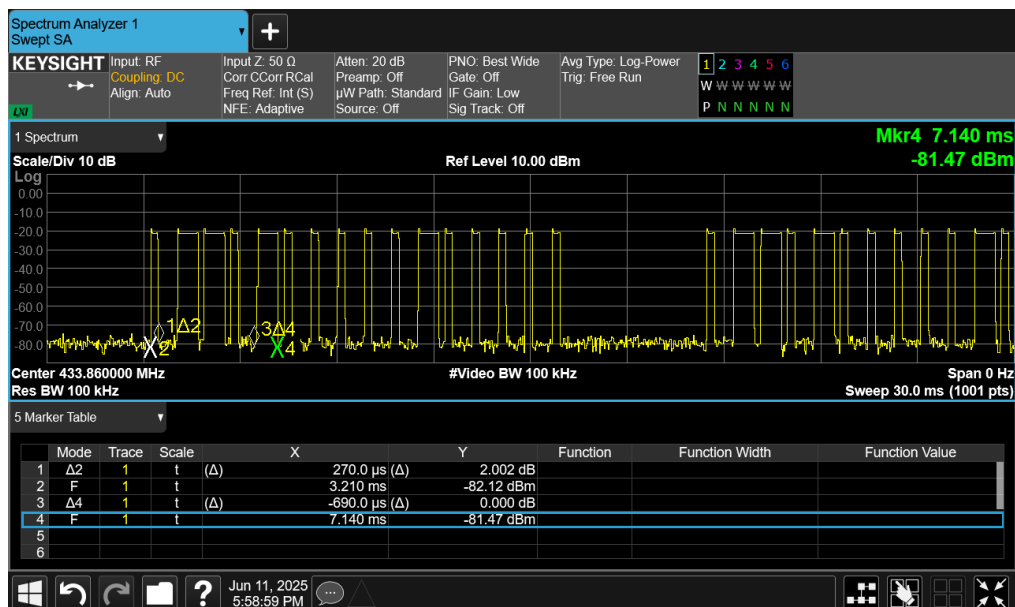 Spectrum Analyzer 1
Swept SA
+
KEYSIGHT
LXI
Input: RF
Coupling: DC
Align: Auto
Input Z: 50 Ω
Corr CCorr RCal
Freq Ref: Int (S)
NFE: Adaptive
Atten: 20 dB
Preamp: Off
µW Path: Standard
Source: Off
PNO: Best Wide
Gate: Off
IF Gain: Low
Sig Track: Off
Avg Type: Log-Power
Trig: Free Run
1 2 3 4 5 6
W W W W W W
P N N N N N
1 Spectrum
Mkr4 7.140 ms
Scale/Div 10 dB Ref Level 10.00 dBm -81.47 dBm
Log
0.00
-10.0
-20.0
-30.0
-40.0
-50.0
-60.0
-70.0
-80.0
1Δ2
3Δ4
2
4
Center 433.860000 MHz #Video BW 100 kHz Span 0 Hz
Res BW 100 kHz Sweep 30.0 ms (1001 pts)
5 Marker Table
Mode Trace Scale X Y Function Function Width Function Value
1 Δ2 1 t (Δ) 270.0 µs (Δ) 2.002 dB
2 F 1 t 3.210 ms -82.12 dBm
3 Δ4 1 t (Δ) -690.0 µs (Δ) 0.000 dB
4 F 1 t 7.140 ms -81.47 dBm
5
6
? Jun 11, 2025
5:58:59 PM